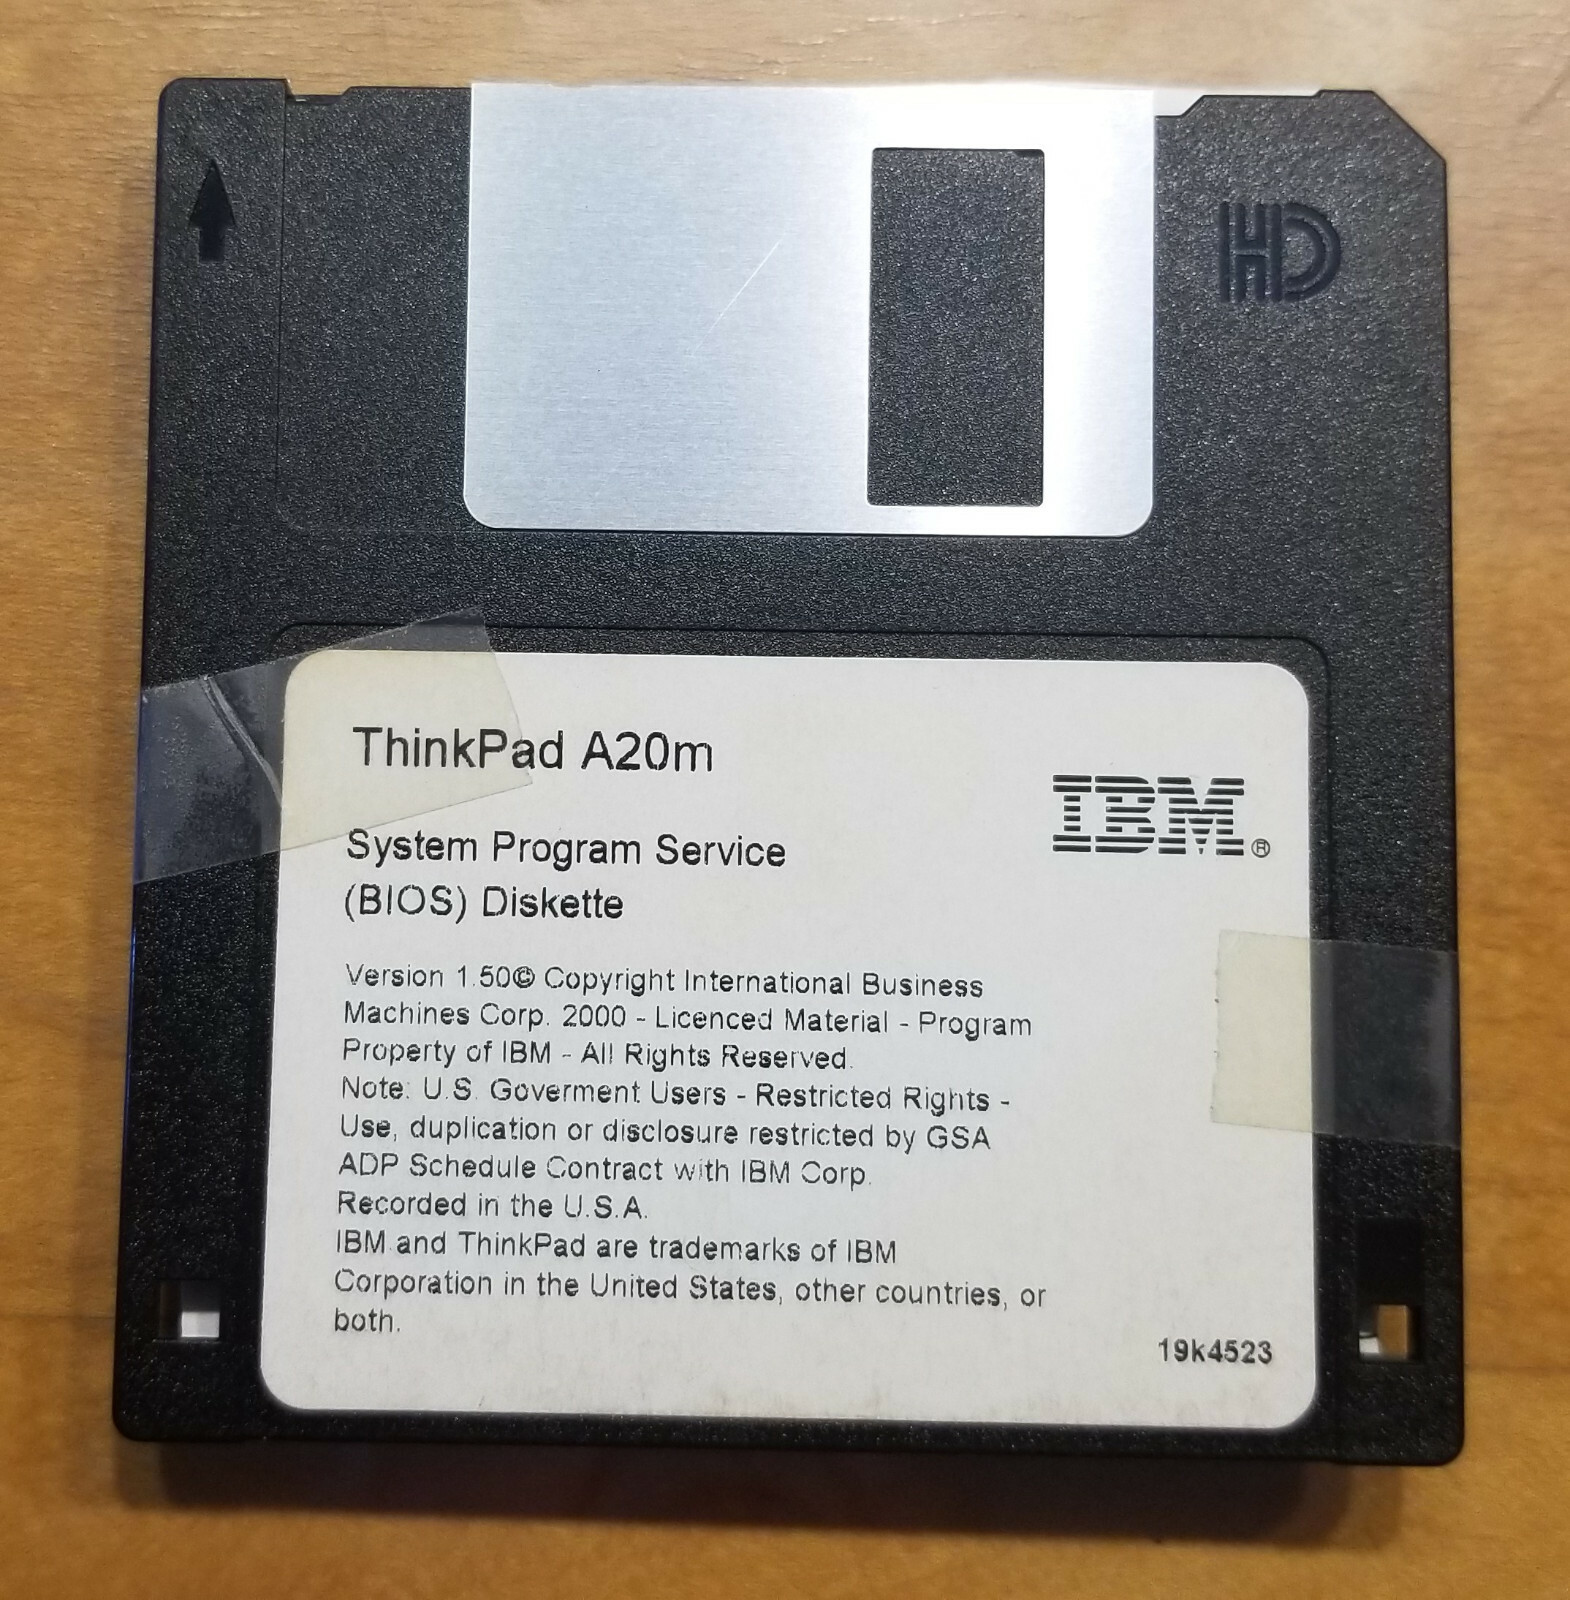 HD
ThinkPad A20m
IBM®
System Program Service
(BIOS) Diskette
Version 1.50© Copyright International Business
Machines Corp. 2000 - Licenced Material - Program
Property of IBM - All Rights Reserved.
Note: U.S. Goverment Users - Restricted Rights -
Use, duplication or disclosure restricted by GSA
ADP Schedule Contract with IBM Corp.
Recorded in the U.S.A.
IBM and ThinkPad are trademarks of IBM
Corporation in the United States, other countries, or
both.
19k4523